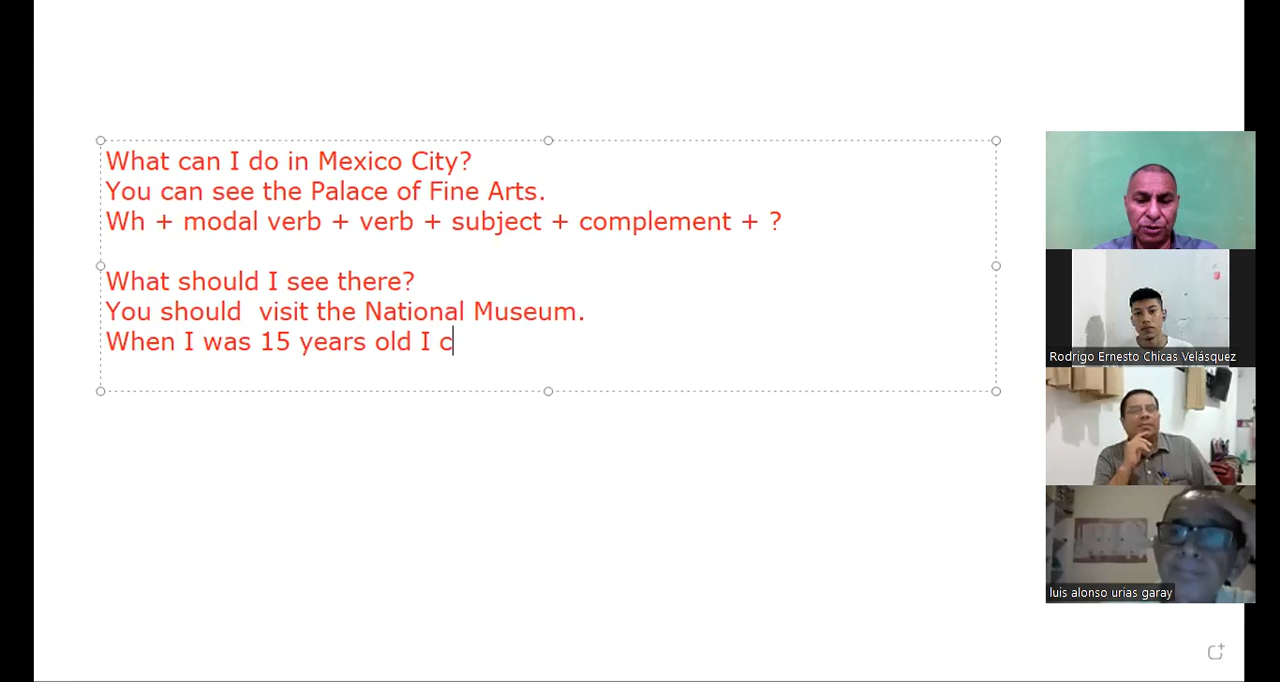 What can I do in Mexico City?
You can see the Palace of Fine Arts.
Wh + modal verb + verb + subject + complement + ?
What should I see there?
You should  visit the National Museum.
When I was 15 years old I c
Rodrigo Ernesto Chicas Velásquez
luis alonso urias garay